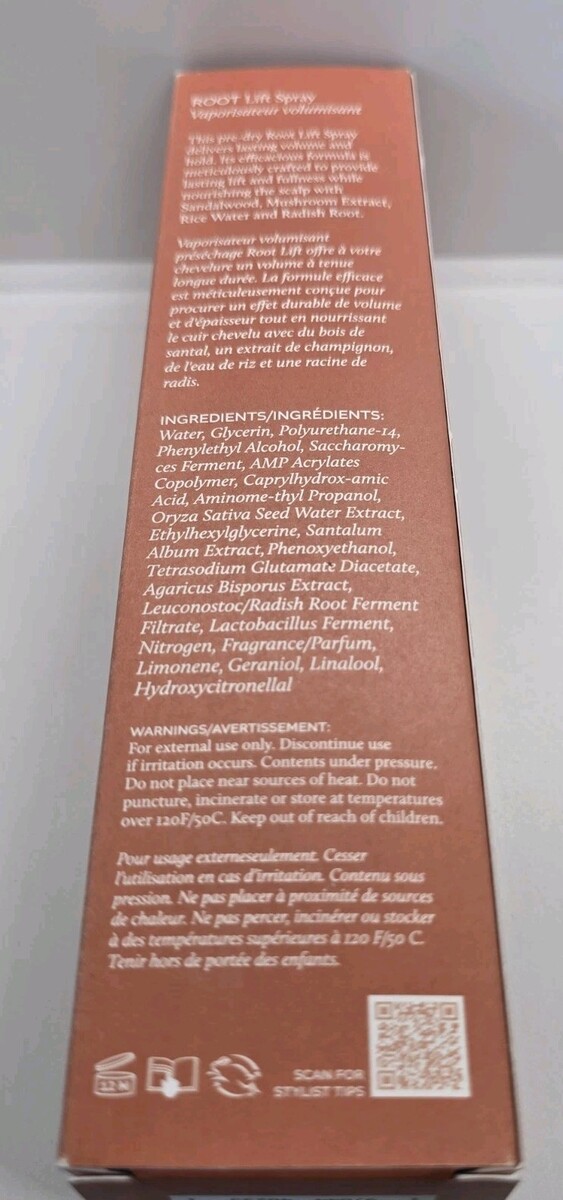 ROOT Lift Spray
Vaporisateur volumisant
This pre-dry Root Lift Spray
delivers lasting volume and
hold. Its efficacious formula is
meticulously crafted to provide
lasting lift and fullness while
nourishing the scalp with
Sandalwood, Mushroom Extract,
Rice Water and Radish Root.
Vaporisateur volumisant
préséchage Root Lift offre à votre
chevelure un volume à tenue
longue durée. La formule efficace
est méticuleusement conçue pour
procurer un effet durable de volume
et d'épaisseur tout en nourrissant
le cuir chevelu avec du bois de
santal, un extrait de champignon,
de l'eau de riz et une racine de
radis.
INGREDIENTS/INGRÉDIENTS:
Water, Glycerin, Polyurethane-14,
Phenylethyl Alcohol, Saccharomy-
ces Ferment, AMP Acrylates
Copolymer, Caprylhydrox-amic
Acid, Aminome-thyl Propanol,
Oryza Sativa Seed Water Extract,
Ethylhexylglycerine, Santalum
Album Extract, Phenoxyethanol,
Tetrasodium Glutamate Diacetate,
Agaricus Bisporus Extract,
Leuconostoc/Radish Root Ferment
Filtrate, Lactobacillus Ferment,
Nitrogen, Fragrance/Parfum,
Limonene, Geraniol, Linalool,
Hydroxycitronellal
WARNINGS/AVERTISSEMENT:
For external use only. Discontinue use
if irritation occurs. Contents under pressure.
Do not place near sources of heat. Do not
puncture, incinerate or store at temperatures
over 120F/50C. Keep out of reach of children.
Pour usage externeseulement. Cesser
l'utilisation en cas d'irritation. Contenu sous
pression. Ne pas placer à proximité de sources
de chaleur. Ne pas percer, incinérer ou stocker
à des températures supérieures à 120 F/50 C.
Tenir hors de portée des enfants.
12 M
SCAN FOR
STYLIST TIPS